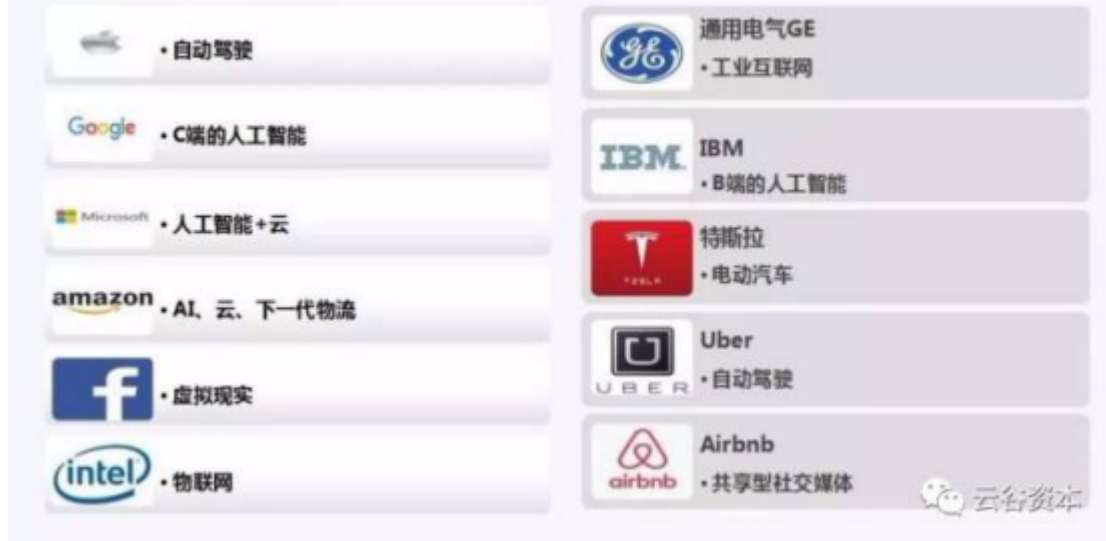 自动驾驶
Google
• C端的人工智能
Microsoft
• 人工智能+云
amazon
• AI、云、下一代物流
f
• 虚拟现实
intel
• 物联网
GE
通用电气GE
• 工业互联网
IBM
IBM
• B端的人工智能
TESLA
特斯拉
• 电动汽车
U
UBER
Uber
• 自动驾驶
airbnb
Airbnb
• 共享型社交媒体
云谷资本